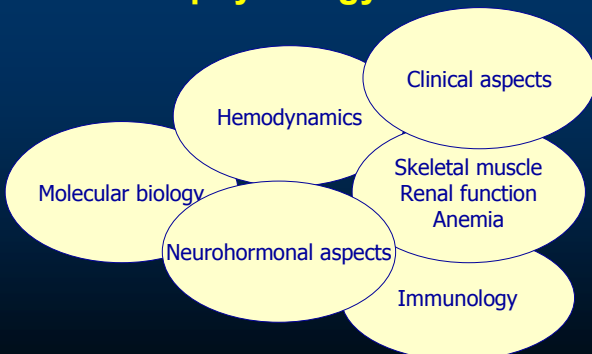 Clinical aspects
Hemodynamics
Skeletal muscle
Molecular biology
Renal function
Anemia
Neurohormonal aspects
Immunology